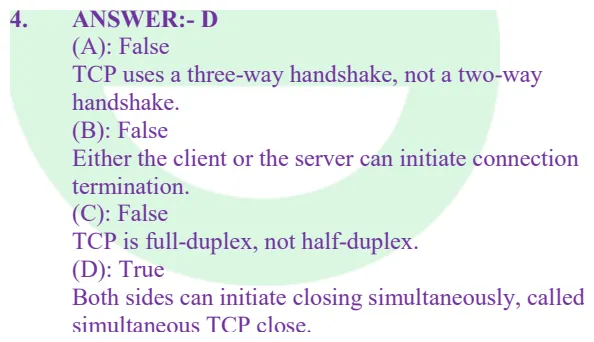 4. ANSWER:- D
(A): False
TCP uses a three-way handshake, not a two-way
handshake.
(B): False
Either the client or the server can initiate connection
termination.
(C): False
TCP is full-duplex, not half-duplex.
(D): True
Both sides can initiate closing simultaneously, called
simultaneous TCP close.